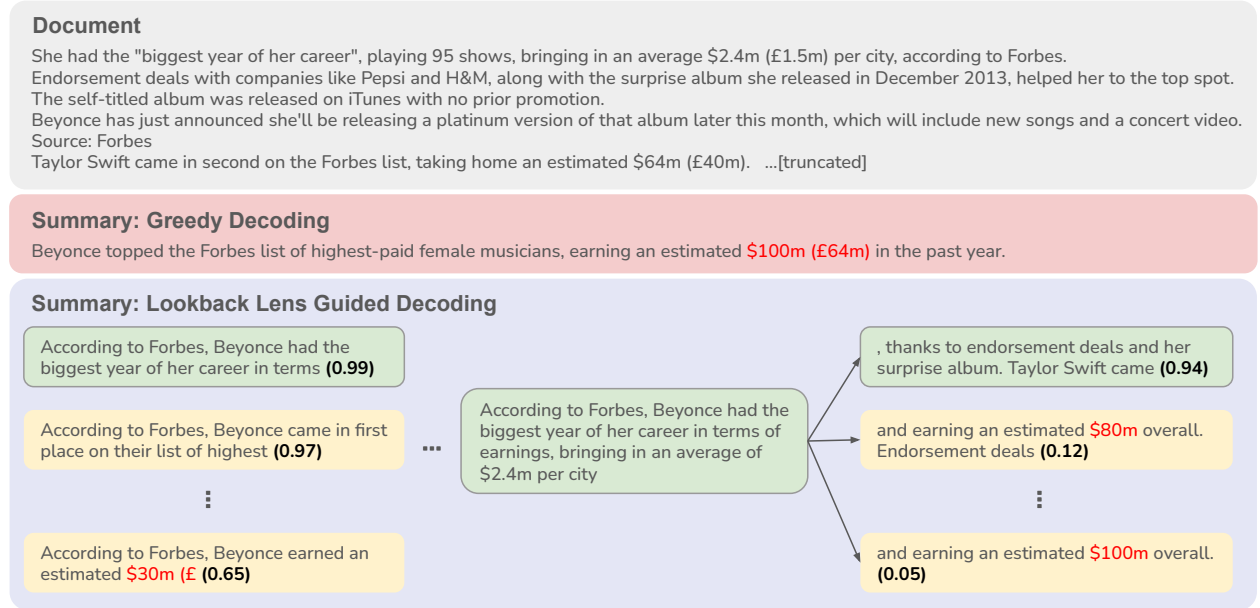 Document
She had the "biggest year of her career", playing 95 shows, bringing in an average $2.4m (£1.5m) per city, according to Forbes.
Endorsement deals with companies like Pepsi and H&M, along with the surprise album she released in December 2013, helped her to the top spot.
The self-titled album was released on iTunes with no prior promotion.
Beyonce has just announced she'll be releasing a platinum version of that album later this month, which will include new songs and a concert video.
Source: Forbes
Taylor Swift came in second on the Forbes list, taking home an estimated $64m (£40m). ...[truncated]
Summary: Greedy Decoding
Beyonce topped the Forbes list of highest-paid female musicians, earning an estimated $100m (£64m) in the past year.
Summary: Lookback Lens Guided Decoding
According to Forbes, Beyonce had the
biggest year of her career in terms (0.99)
According to Forbes, Beyonce came in first
place on their list of highest (0.97)
⋮
According to Forbes, Beyonce earned an
estimated $30m (£ (0.65)
...
According to Forbes, Beyonce had the
biggest year of her career in terms of
earnings, bringing in an average of
$2.4m per city
, thanks to endorsement deals and her
surprise album. Taylor Swift came (0.94)
and earning an estimated $80m overall.
Endorsement deals (0.12)
⋮
and earning an estimated $100m overall.
(0.05)